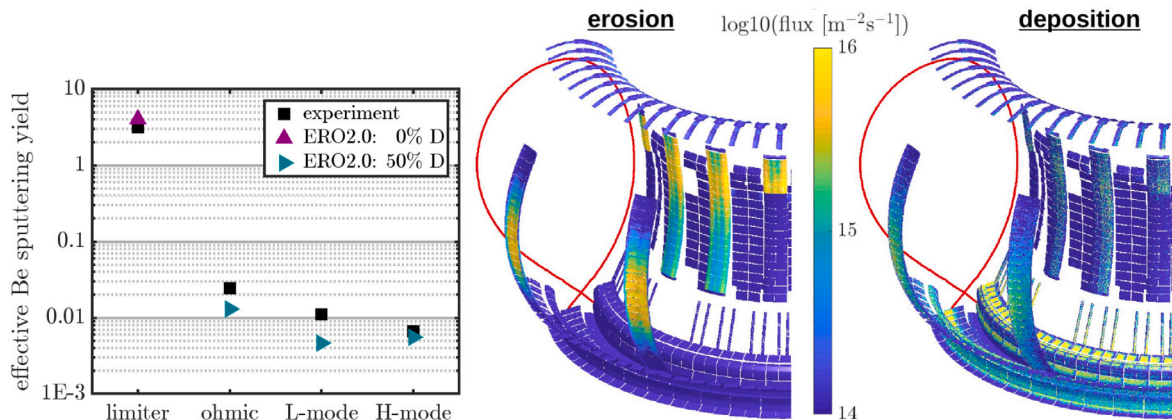 erosion
log10(flux [m−2s−1])
deposition
effective Be sputtering yield
10
1
0.1
0.01
1E-3
experiment
ERO2.0: 0% D
ERO2.0: 50% D
limiter
ohmic
L-mode
H-mode
16
15
14